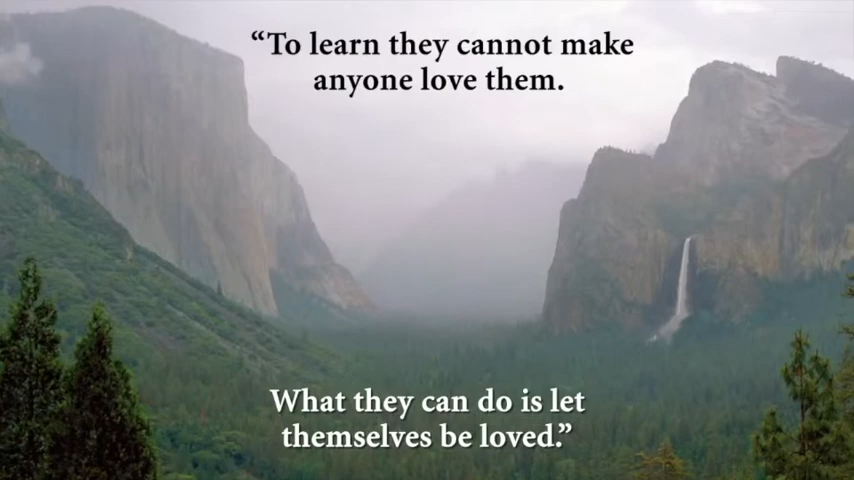 “To learn they cannot make
anyone love them.
What they can do is let
themselves be loved.”